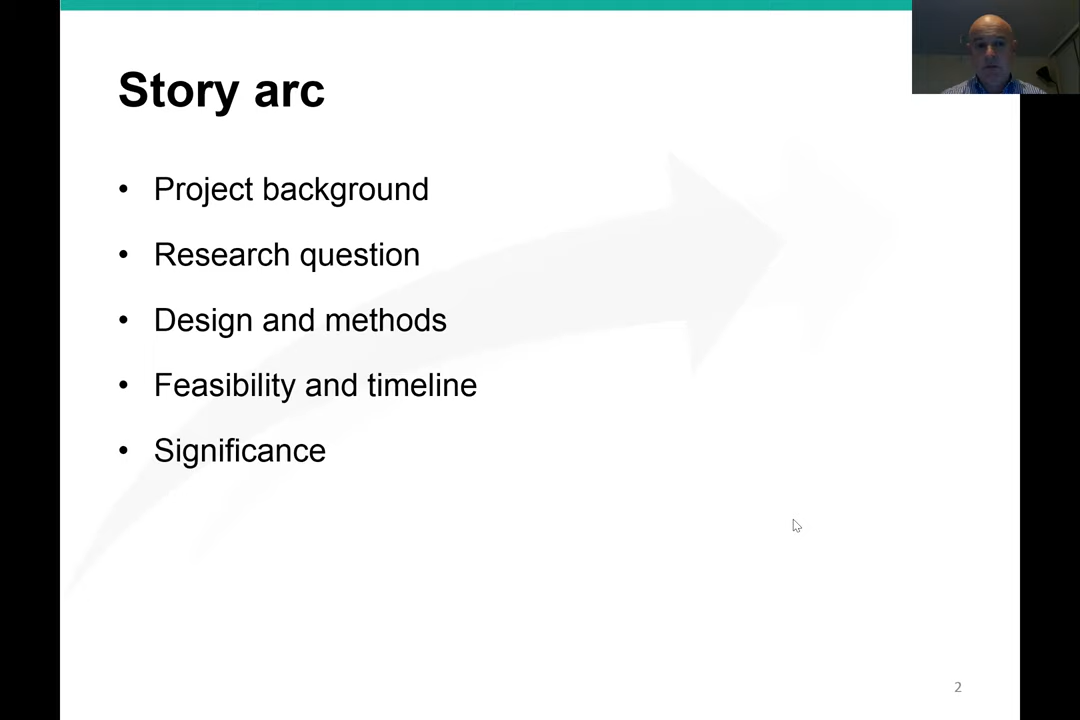 Story arc
• Project background
• Research question
• Design and methods
• Feasibility and timeline
• Significance
2